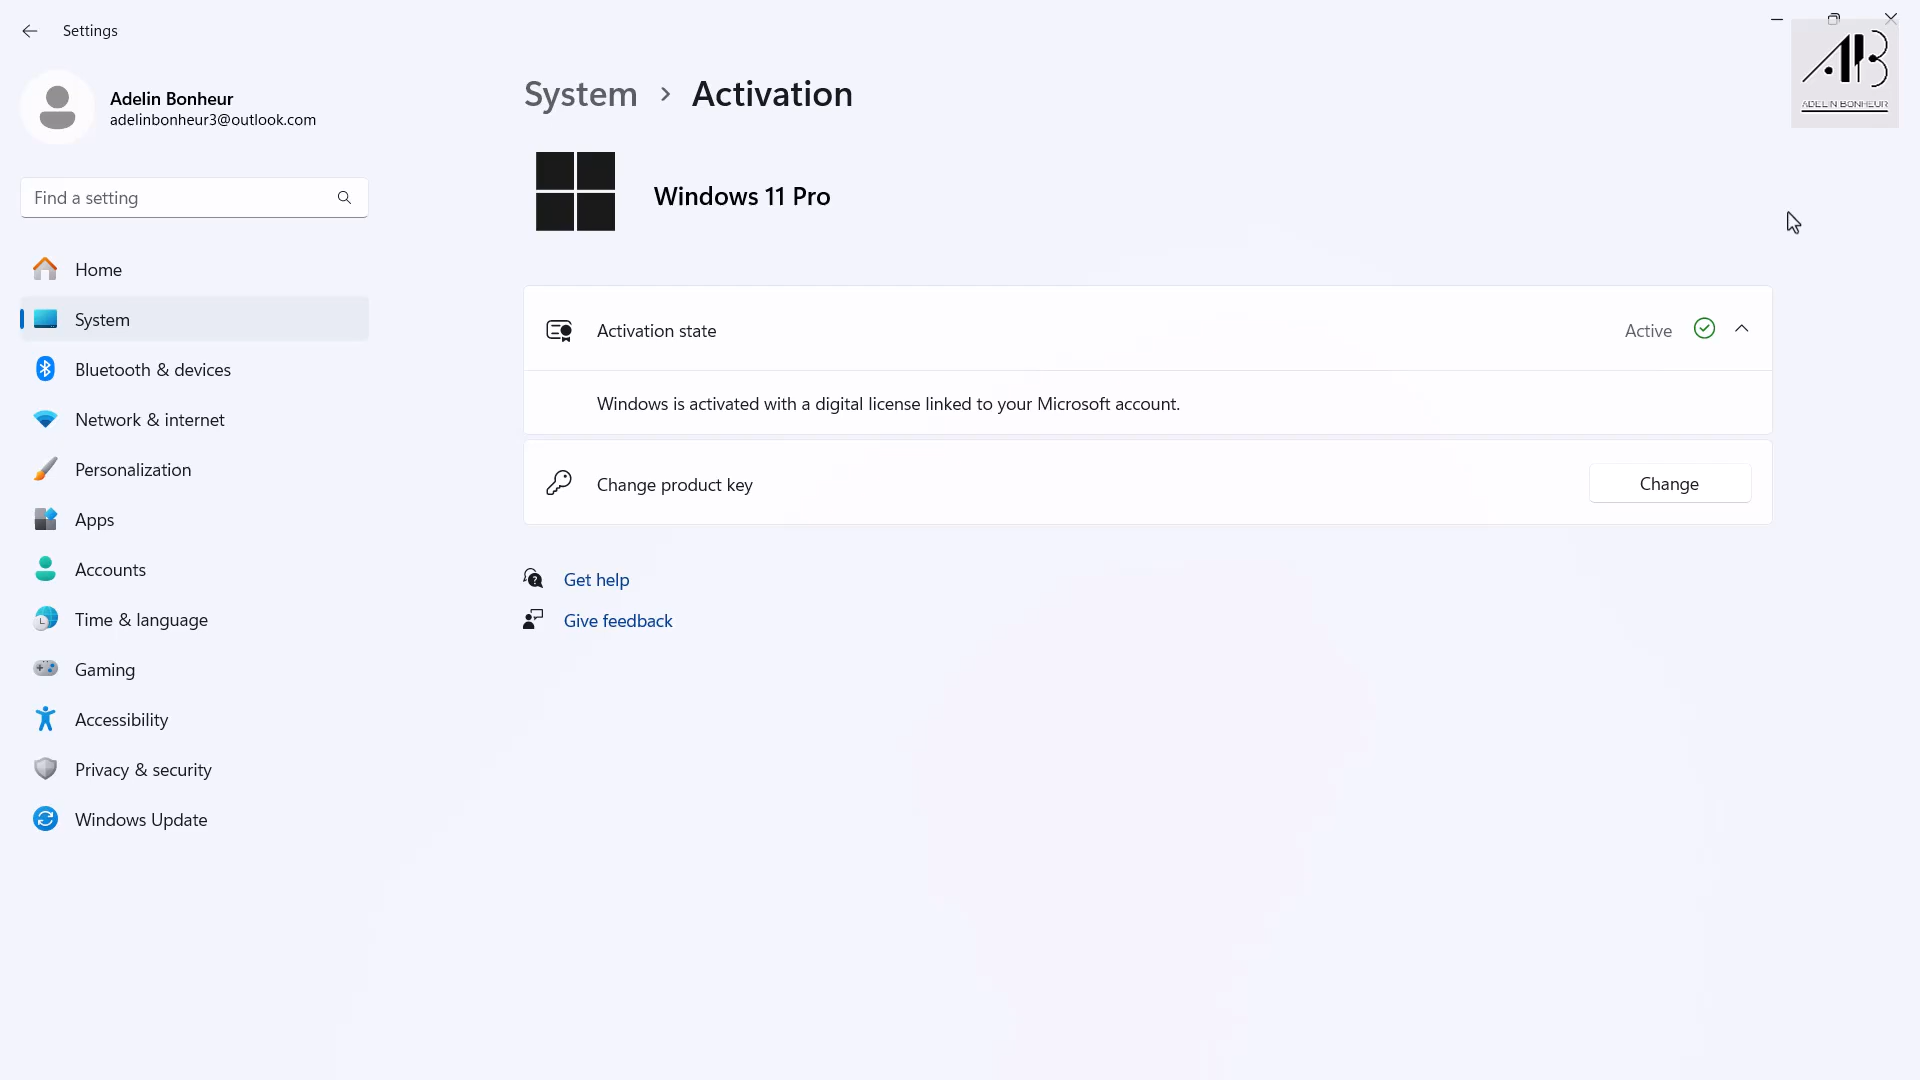 Settings
Adelin Bonheur
adelinbonheur3@outlook.com
Find a setting
Home
System
Bluetooth & devices
Network & internet
Personalization
Apps
Accounts
Time & language
Gaming
Accessibility
Privacy & security
Windows Update
System > Activation
Windows 11 Pro
Activation state
Active
Windows is activated with a digital license linked to your Microsoft account.
Change product key
Change
Get help
Give feedback
AB
ADELIN BONHEUR